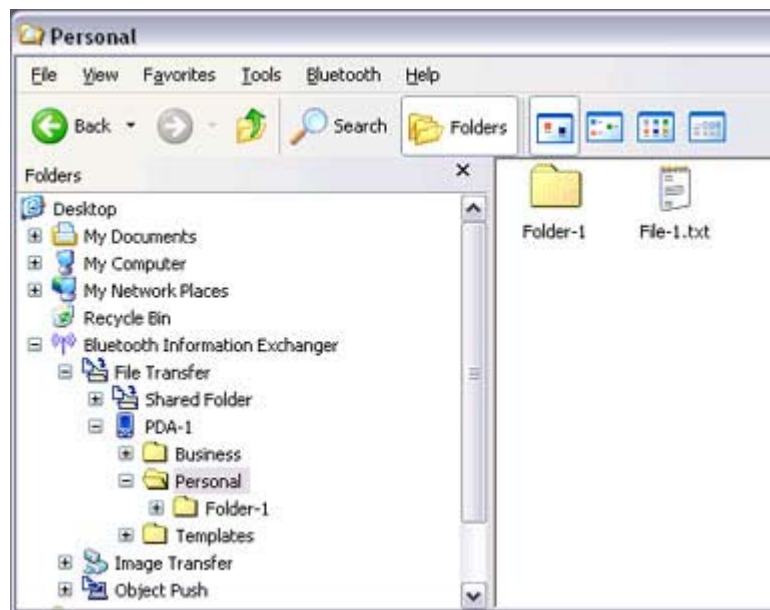 Personal
File View Favorites Tools Bluetooth Help
Back Search Folders
Folders
Desktop
My Documents
My Computer
My Network Places
Recycle Bin
Bluetooth Information Exchanger
File Transfer
Shared Folder
PDA-1
Business
Personal
Folder-1
Templates
Image Transfer
Object Push
Folder-1 File-1.txt